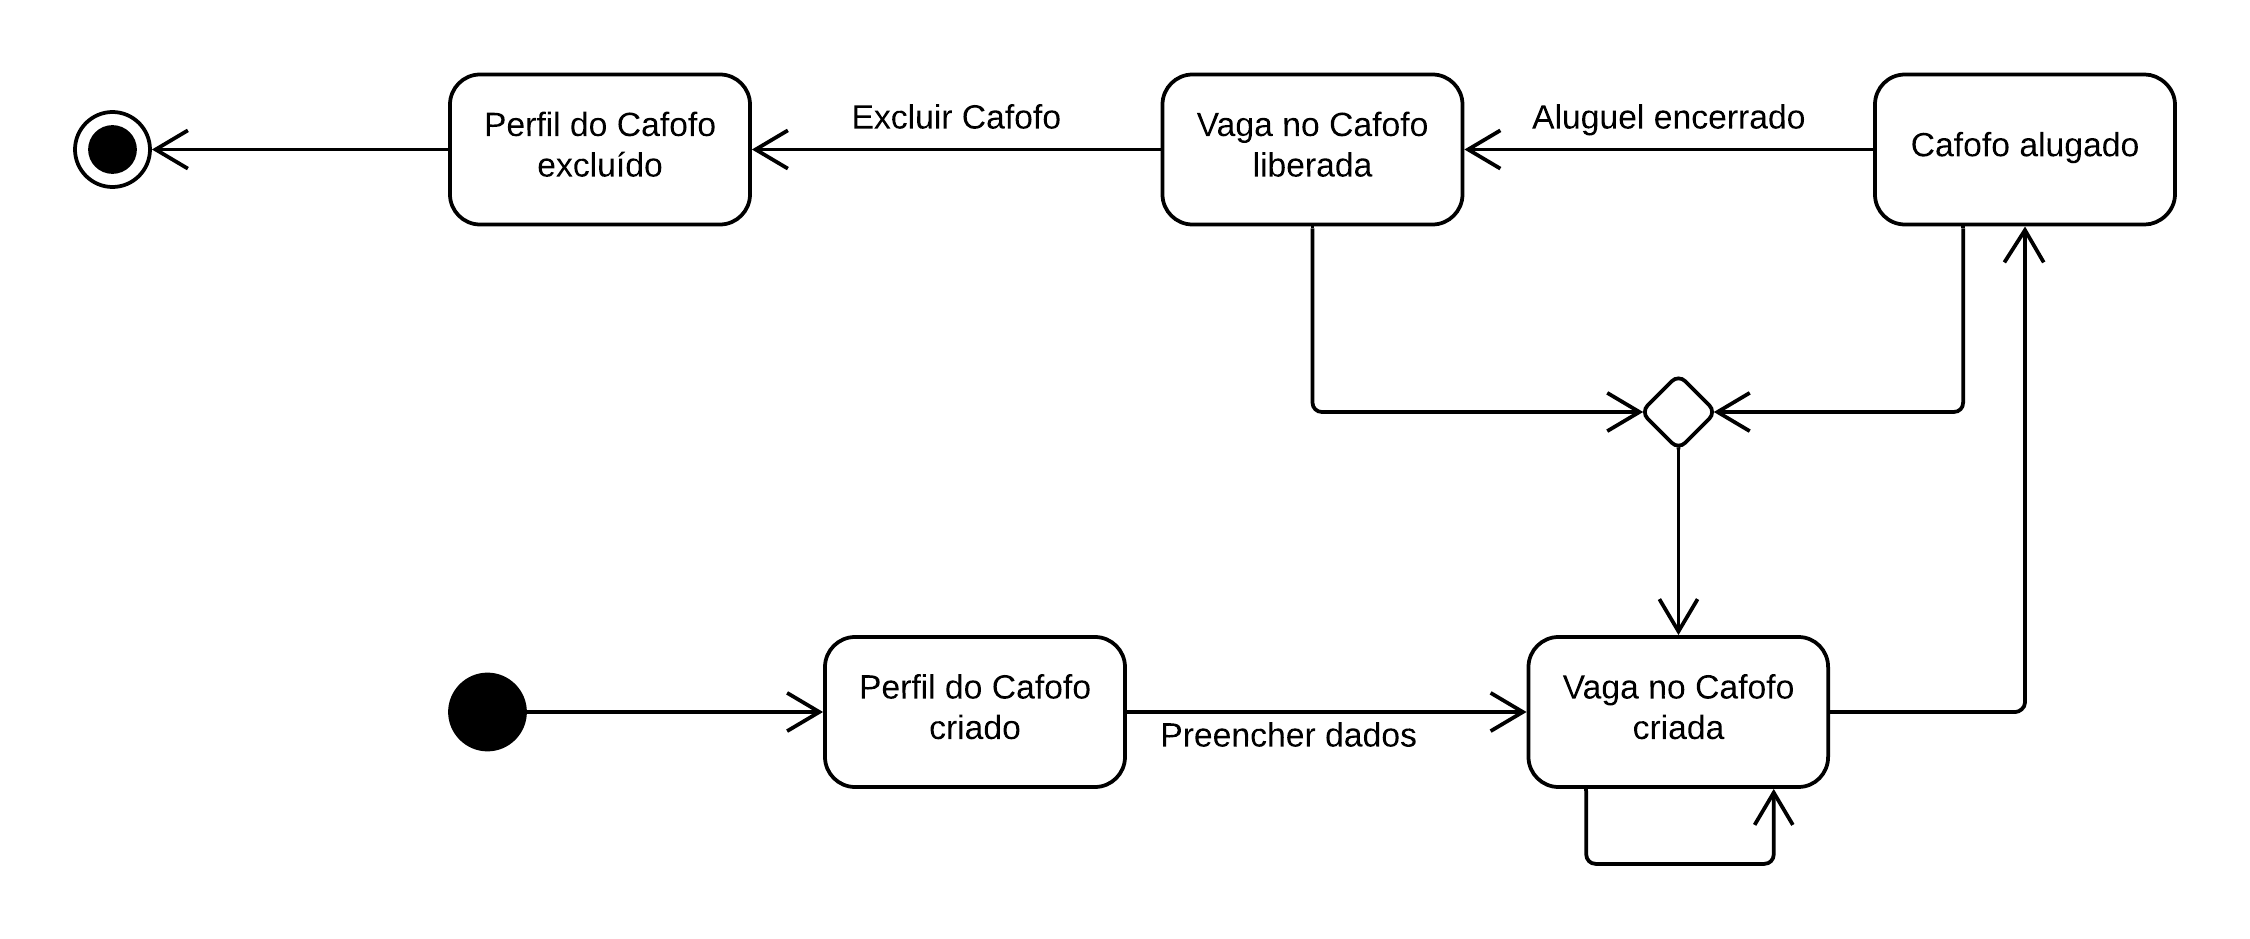 Perfil do Cafofo
excluído
Excluir Cafofo
Vaga no Cafofo
liberada
Aluguel encerrado
Cafofo alugado
Perfil do Cafofo
criado
Preencher dados
Vaga no Cafofo
criada